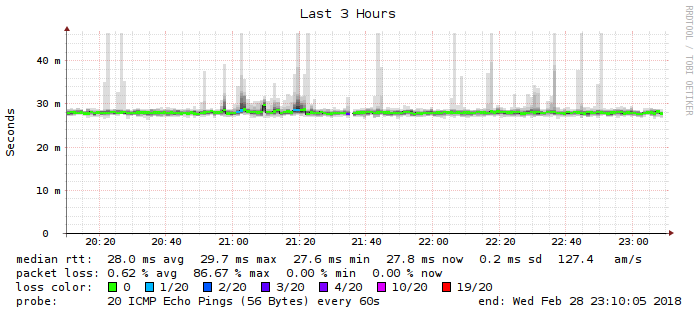 Last 3 Hours
RRDTOOL / TOBI OETIKER
Seconds
40 m
30 m
20 m
10 m
0
20:20 20:40 21:00 21:20 21:40 22:00 22:20 22:40 23:00
median rtt: 28.0 ms avg 29.7 ms max 27.6 ms min 27.8 ms now 0.2 ms sd 127.4 am/s
packet loss: 0.62 % avg 86.67 % max 0.00 % min 0.00 % now
loss color: 0 1/20 2/20 3/20 4/20 10/20 19/20
probe: 20 ICMP Echo Pings (56 Bytes) every 60s end: Wed Feb 28 23:10:05 2018